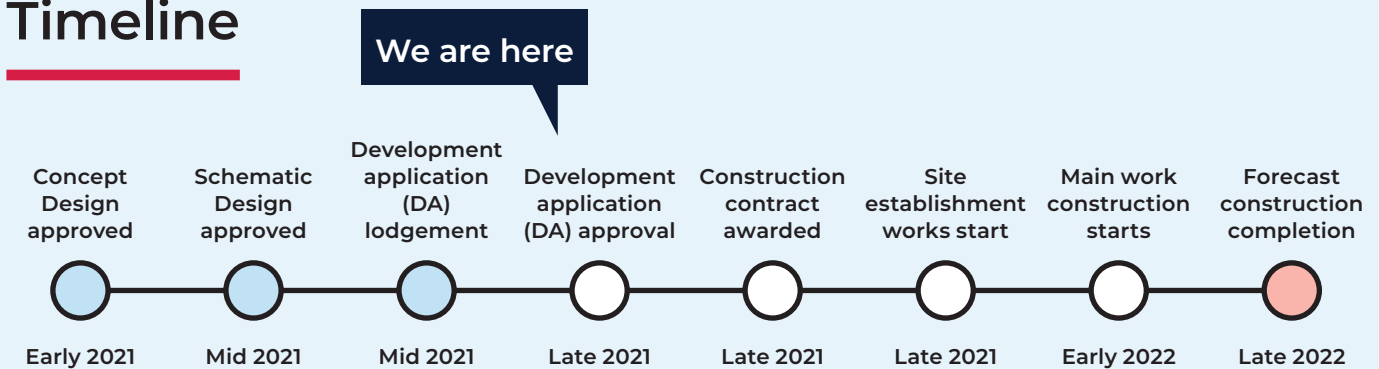 Timeline
We are here
Concept
Design
approved
Schematic
Design
approved
Development
application
(DA)
lodgement
Development
application
(DA) approval
Construction
contract
awarded
Site
establishment
works start
Main work
construction
starts
Forecast
construction
completion
Early 2021
Mid 2021
Mid 2021
Late 2021
Late 2021
Late 2021
Early 2022
Late 2022